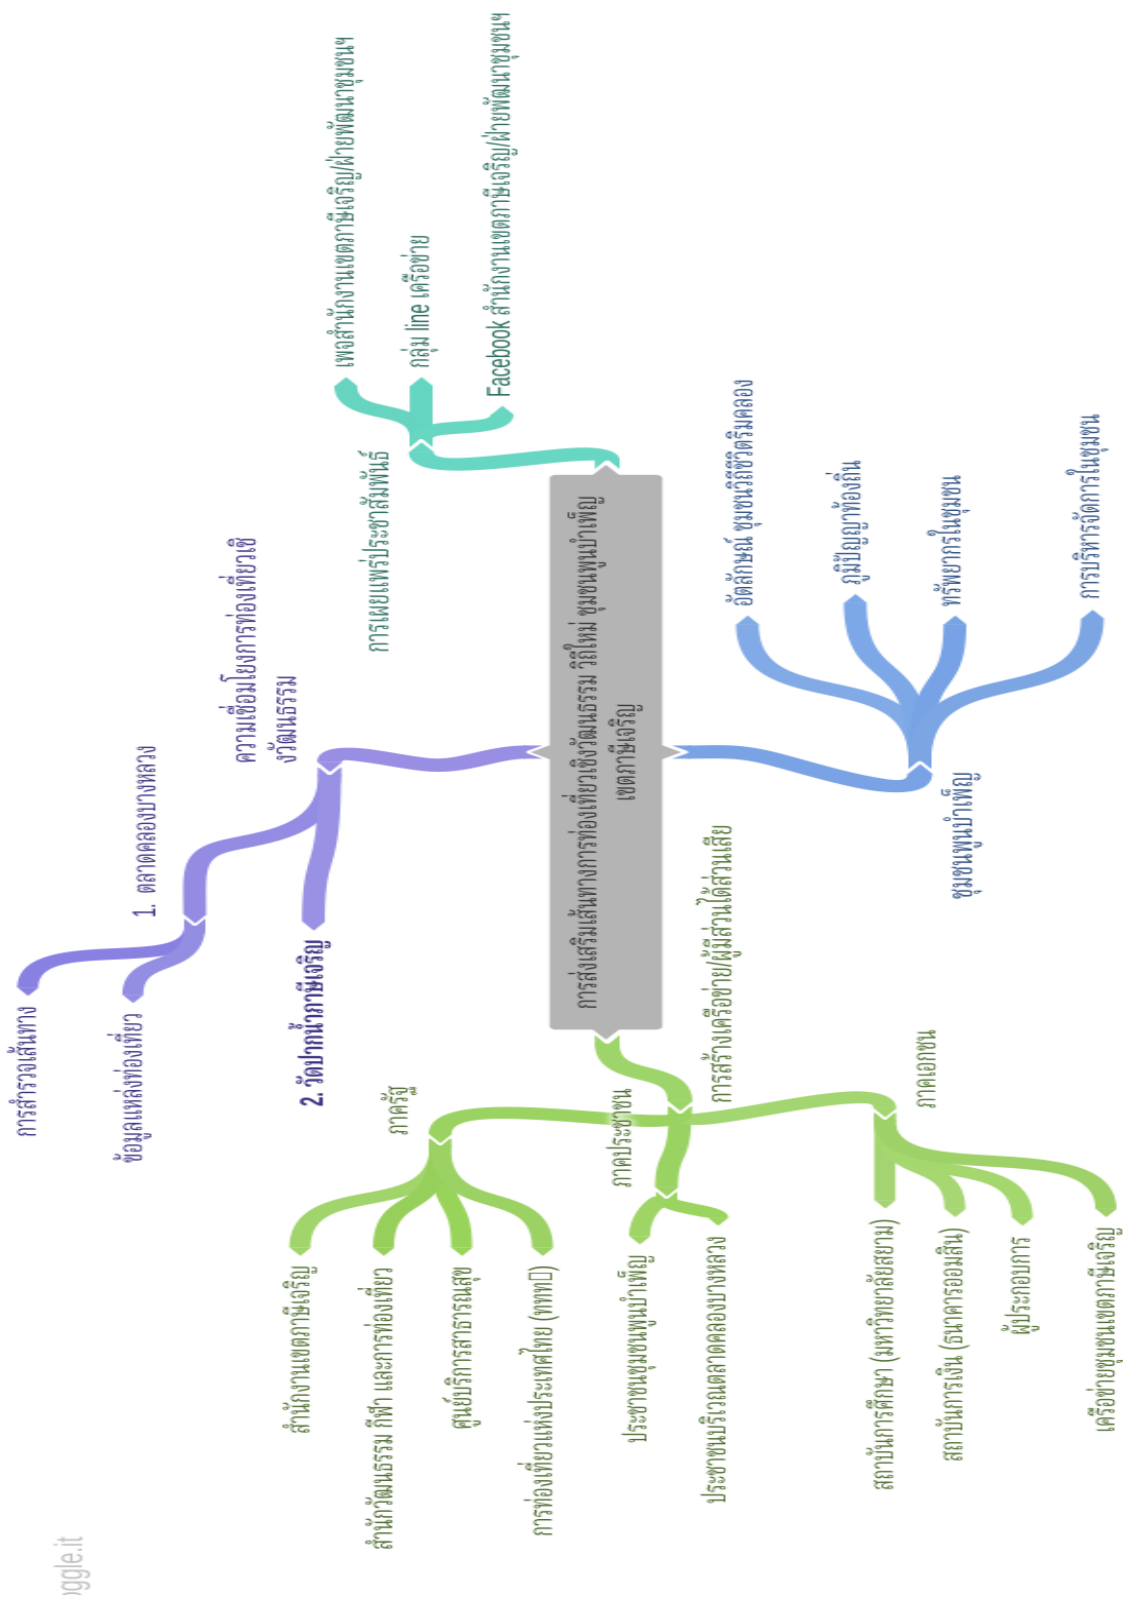 การส่งเสริมเส้นทางการท่องเที่ยวเชิงวัฒนธรรม วิถีใหม่ ชุมชนพูนบำเพ็ญ
เขตภาษีเจริญ
ความเชื่อมโยงการท่องเที่ยวเชิ
งวัฒนธรรม
1. ตลาดคลองบางหลวง
การสำรวจเส้นทาง
ข้อมูลแหล่งท่องเที่ยว
2. วัดปากน้ำภาษีเจริญ
การเผยแพร่ประชาสัมพันธ์
เพจสำนักงานเขตภาษีเจริญ/ฝ่ายพัฒนาชุมชนฯ
กลุ่ม line เครือข่าย
Facebook สำนักงานเขตภาษีเจริญ/ฝ่ายพัฒนาชุมชนฯ
การสร้างเครือข่าย/ผู้มีส่วนได้ส่วนเสีย
ภาครัฐ
สำนักงานเขตภาษีเจริญ
สำนักวัฒนธรรม กีฬา และการท่องเที่ยว
ศูนย์บริการสาธารณสุข
การท่องเที่ยวแห่งประเทศไทย (ททท▯)
ภาคประชาชน
ประชาชนชุมชนพูนบำเพ็ญ
ประชาชนบริเวณตลาดคลองบางหลวง
ภาคเอกชน
สถาบันการศึกษา (มหาวิทยาลัยสยาม)
สถาบันการเงิน (ธนาคารออมสิน)
ผู้ประกอบการ
เครือข่ายชุมชนเขตภาษีเจริญ
ชุมชนพูนบำเพ็ญ
อัตลักษณ์ ชุมชนวิถีชีวิตริมคลอง
ภูมิปัญญาท้องถิ่น
ทรัพยากรในชุมชน
การบริหารจัดการในชุมชน
oggle.it